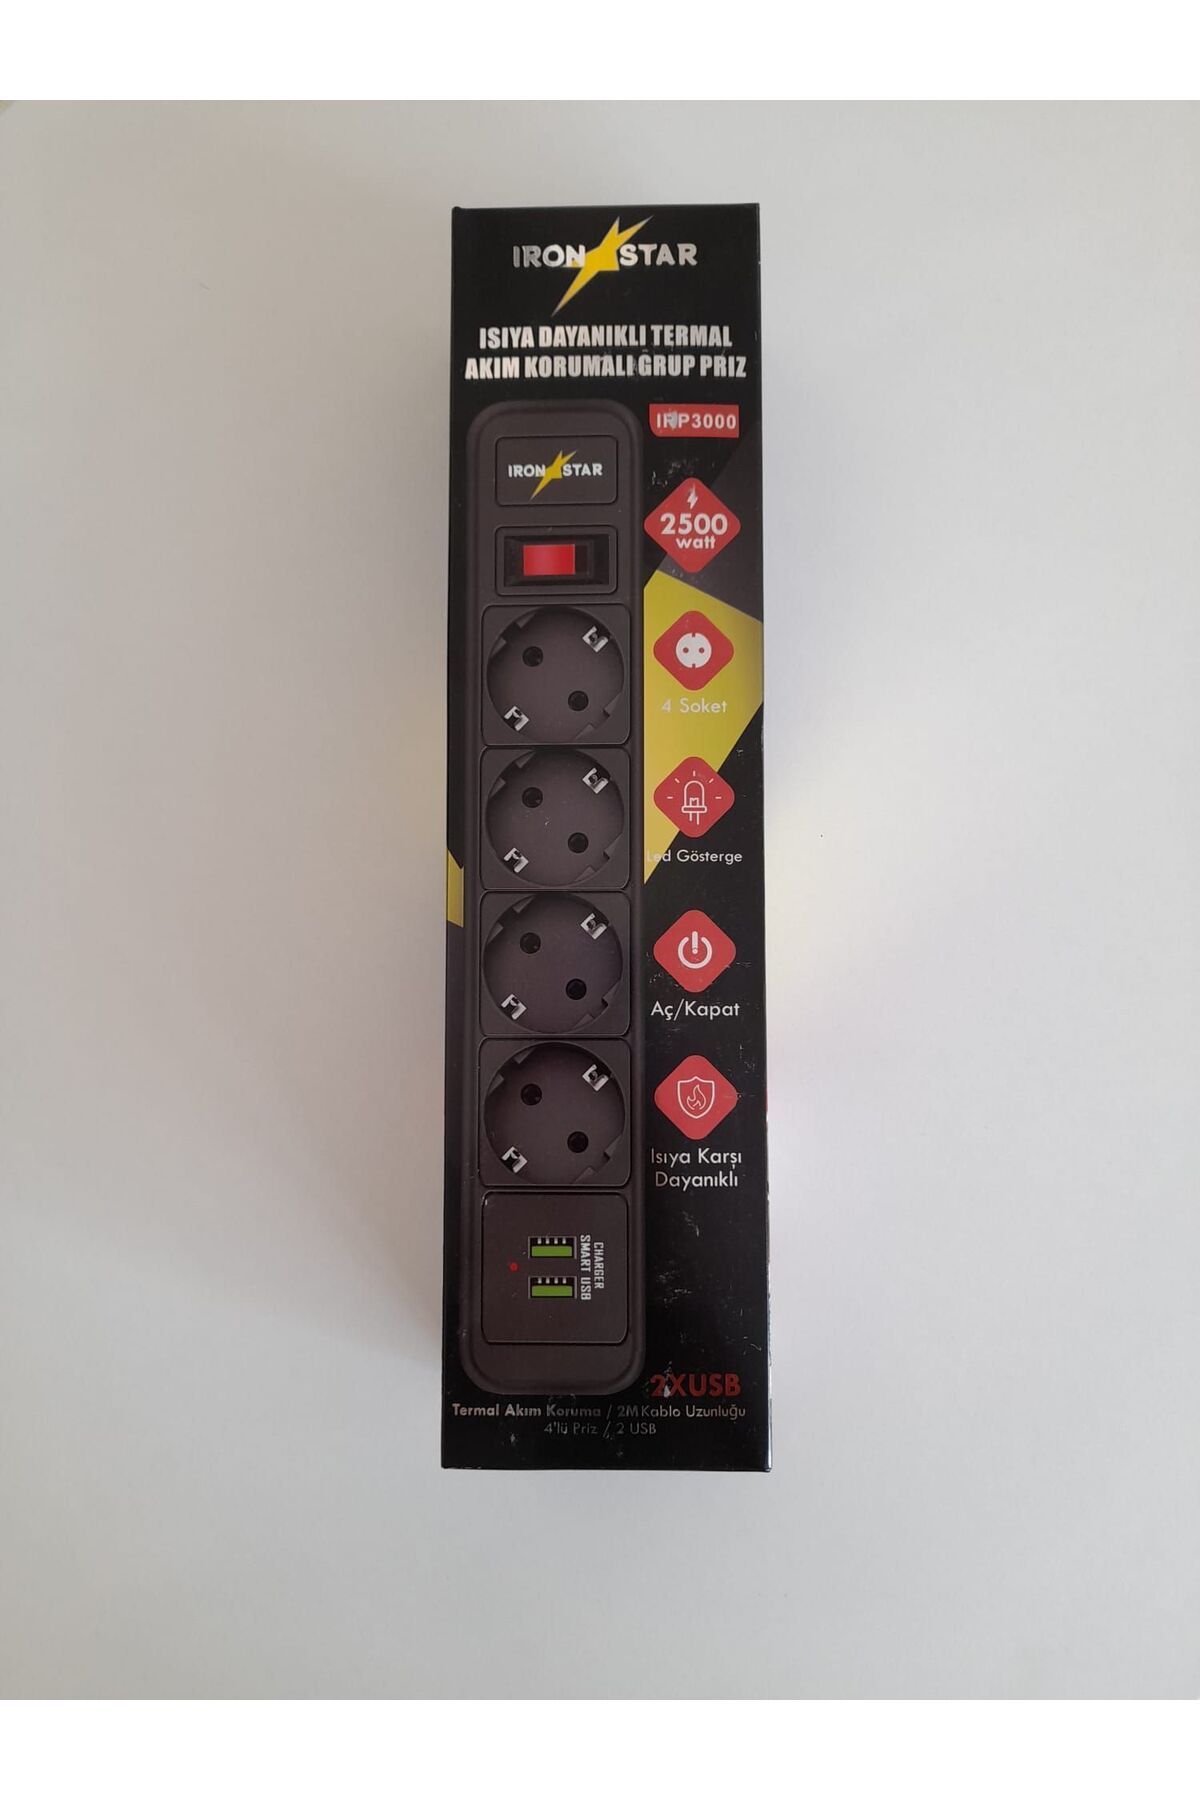 IRON STAR
ISIYA DAYANIKLI TERMAL
AKIM KORUMALI GRUP PRIZ
IRP3000
IRON STAR
2500
watt
4 Soket
Led Gösterge
Aç/Kapat
Isıya Karşı
Dayanıklı
CHARGER
SMART USB
2XUSB
Termal Akım Koruma / 2M Kablo Uzunluğu
4'lü Priz / 2 USB